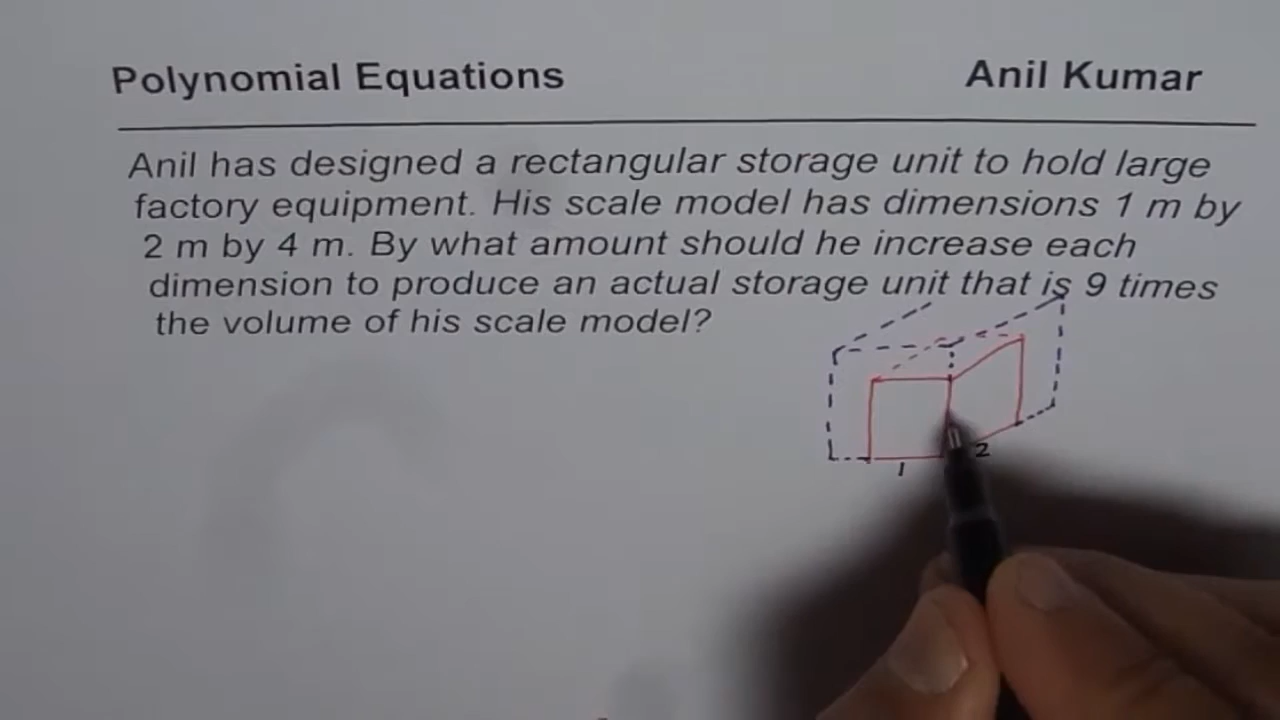 Polynomial Equations Anil Kumar
Anil has designed a rectangular storage unit to hold large
factory equipment. His scale model has dimensions 1 m by
2 m by 4 m. By what amount should he increase each
dimension to produce an actual storage unit that is 9 times
the volume of his scale model?
1 2